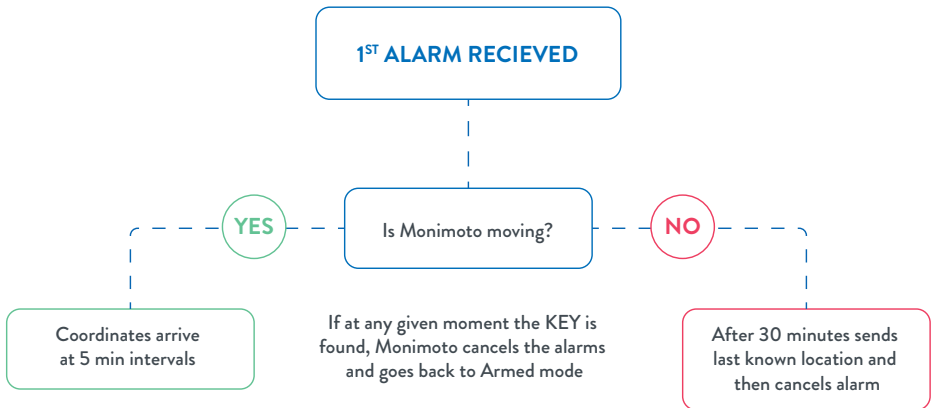 1ST ALARM RECIEVED
YES
Is Monimoto moving?
NO
Coordinates arrive
at 5 min intervals
If at any given moment the KEY is
found, Monimoto cancels the alarms
and goes back to Armed mode
After 30 minutes sends
last known location and
then cancels alarm